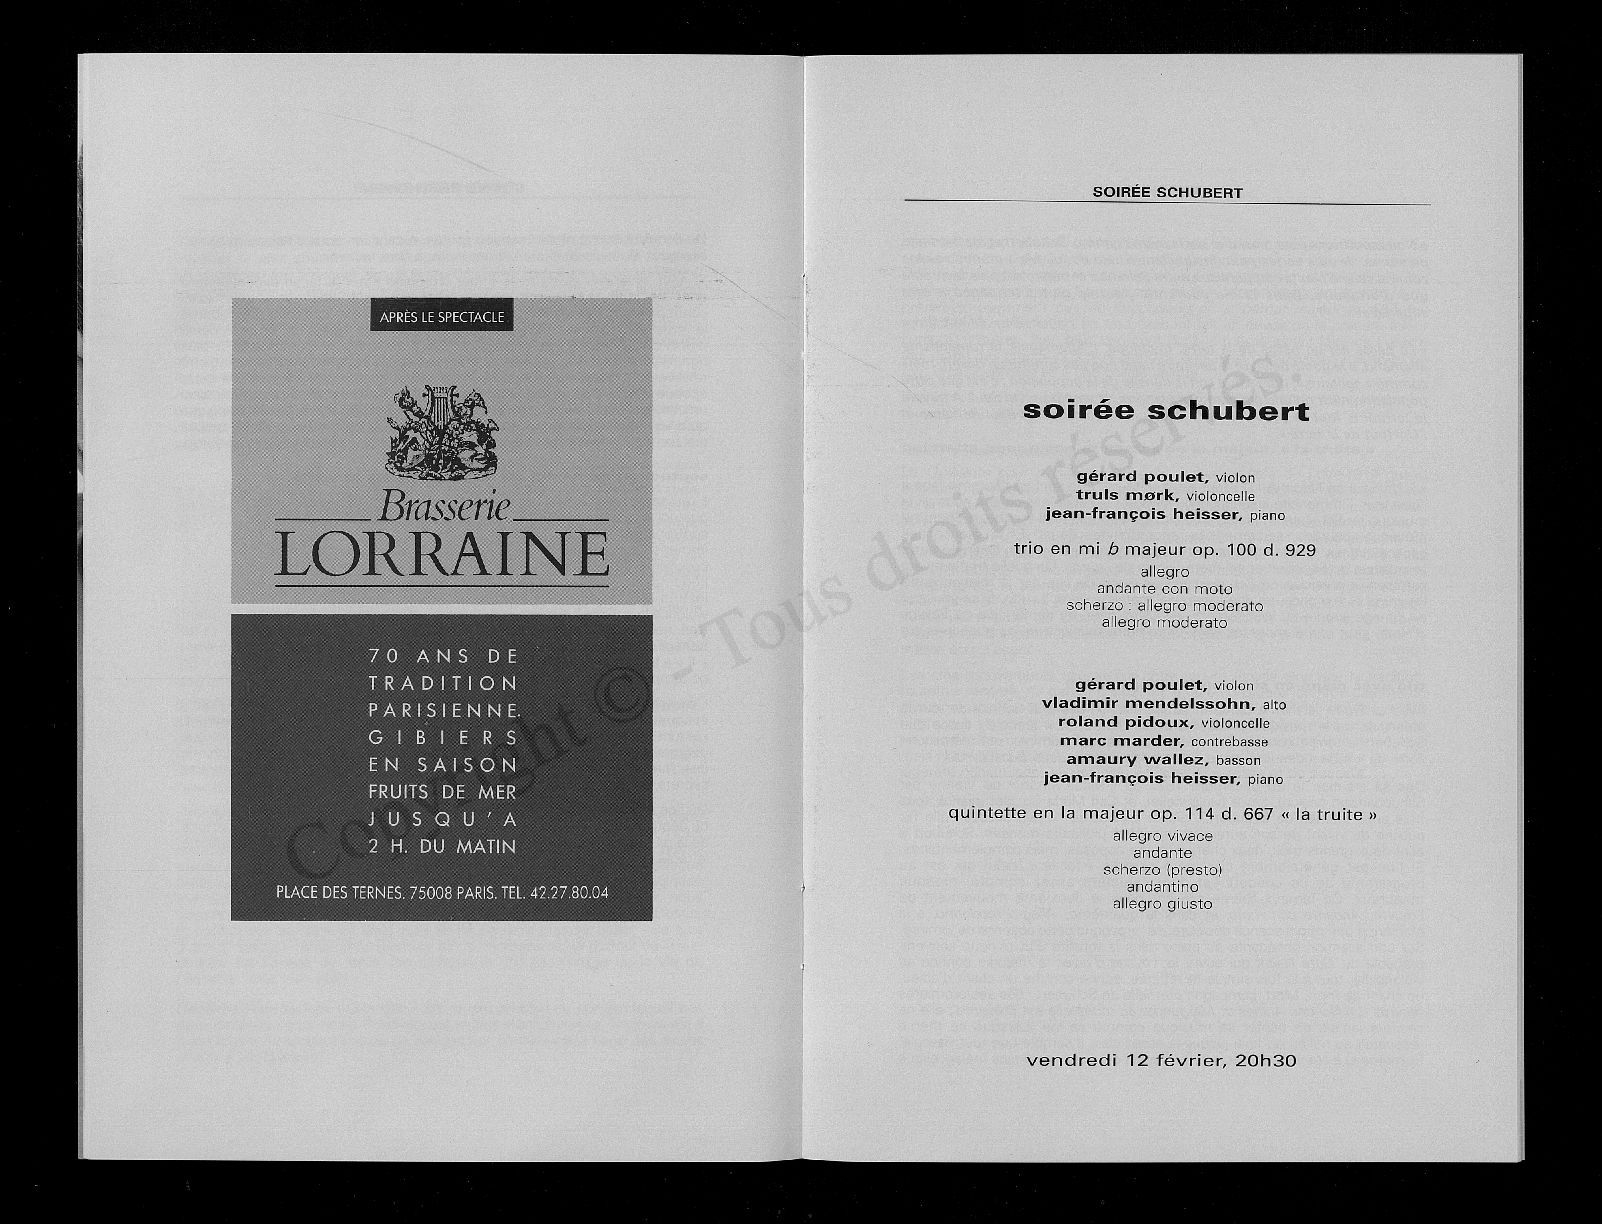 APRÈS LE SPECTACLE
Brasserie
LORRAINE
70 ANS DE
TRADITION
PARISIENNE.
GIBIERS
EN SAISON
FRUITS DE MER
JUSQU'A
2 H. DU MATIN
PLACE DES TERNES. 75008 PARIS. TEL. 42.27.80.04
SOIRÉE SCHUBERT
soirée schubert
gérard poulet, violon
truls mørk, violoncelle
jean-françois heisser, piano
trio en mi b majeur op. 100 d. 929
allegro
andante con moto
scherzo : allegro moderato
allegro moderato
gérard poulet, violon
vladimir mendelssohn, alto
roland pidoux, violoncelle
marc marder, contrebasse
amaury wallez, basson
jean-françois heisser, piano
quintette en la majeur op. 114 d. 667 « la truite »
allegro vivace
andante
scherzo (presto)
andantino
allegro giusto
vendredi 12 février, 20h30
Copyright © - Tous droits réservés.